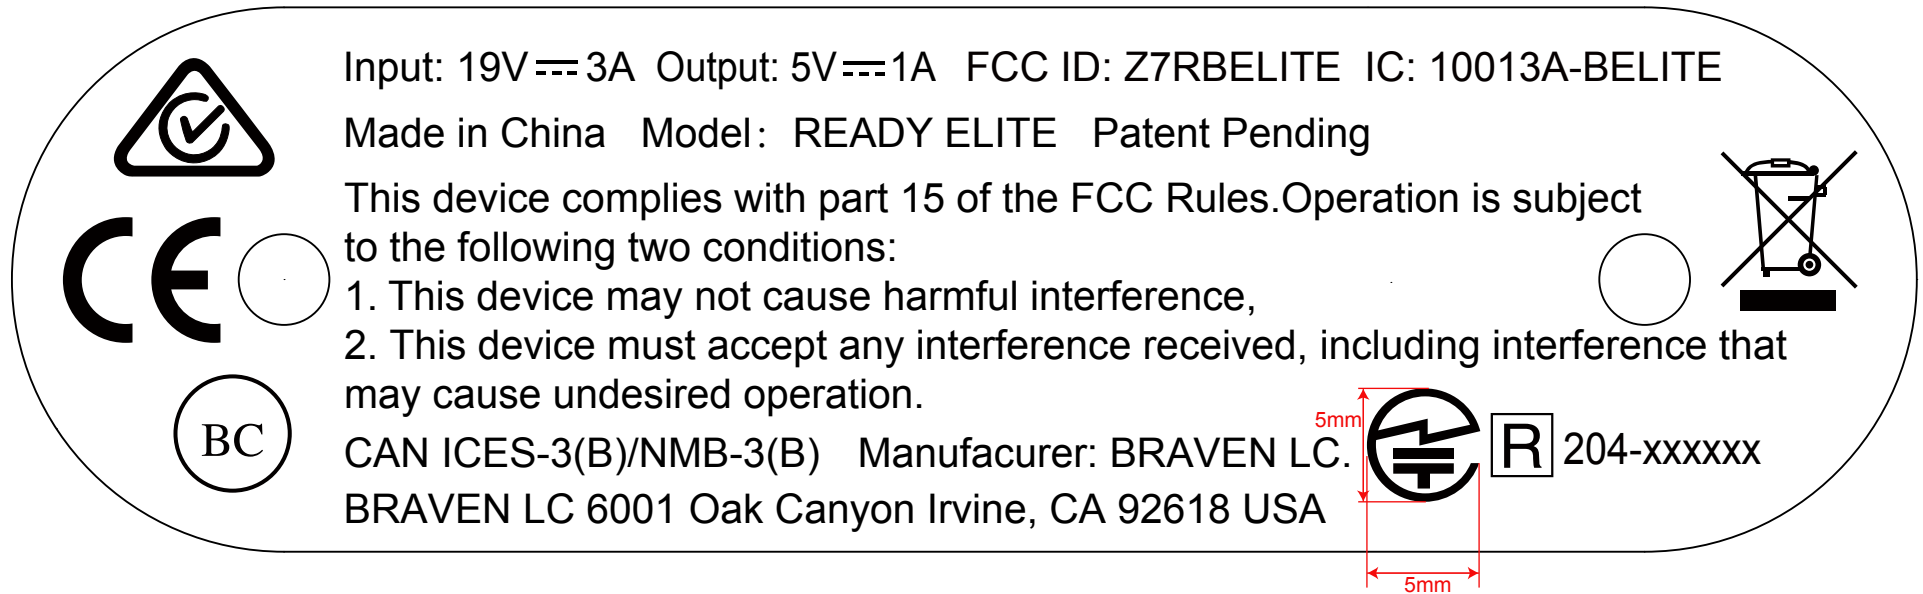 Input: 19V⎓3A Output: 5V⎓1A FCC ID: Z7RBELITE IC: 10013A-BELITE
Made in China Model： READY ELITE Patent Pending
This device complies with part 15 of the FCC Rules.Operation is subject
to the following two conditions:
1. This device may not cause harmful interference,
2. This device must accept any interference received, including interference that
may cause undesired operation.
CAN ICES-3(B)/NMB-3(B) Manufacurer: BRAVEN LC.
BRAVEN LC 6001 Oak Canyon Irvine, CA 92618 USA
CE
BC
5mm
R 204-xxxxxx
5mm